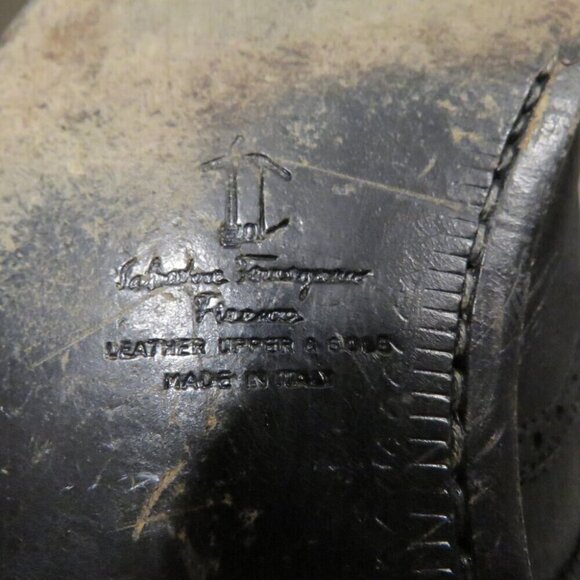 Salvatore Ferragamo
Firenze
LEATHER UPPER & SOLE
MADE IN ITALY